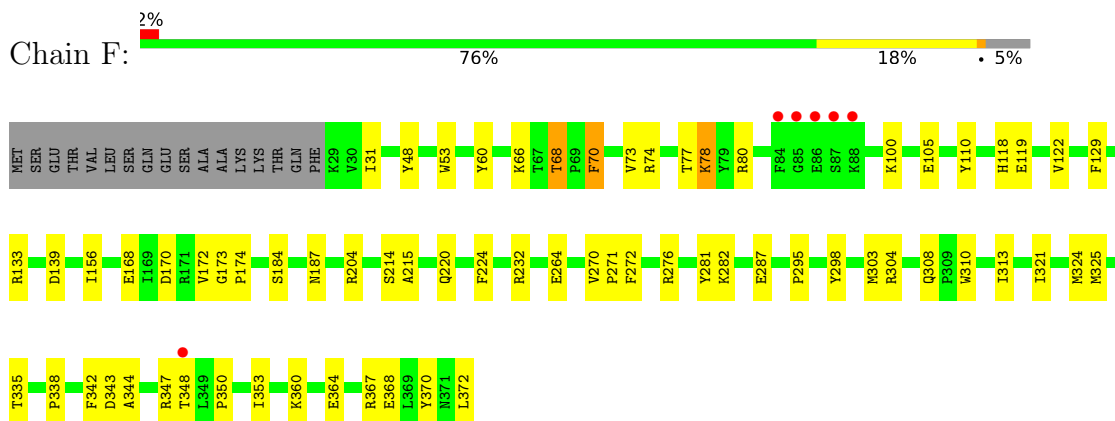 2%
Chain F:
76% 18% • 5%
MET SER GLU THR VAL LEU SER GLN GLU SER ALA ALA LYS LYS THR GLN PHE K29 V30 I31 Y48 W53 Y60 K66 T67 T68 P69 F70 V73 R74 T77 K78 Y79 R80 F84 G85 E86 S87 K88 K100 E105 Y110 H118 E119 V122 F129
R133 D139 I156 E168 I169 D170 R171 V172 G173 P174 S184 N187 R204 S214 A215 Q220 F224 R232 E264 V270 P271 F272 R276 Y281 K282 E287 P295 Y298 M303 R304 Q308 P309 W310 I313 I321 M324 M325
T335 P338 F342 D343 A344 R347 T348 L349 P350 I353 K360 E364 R367 E368 L369 Y370 N371 L372